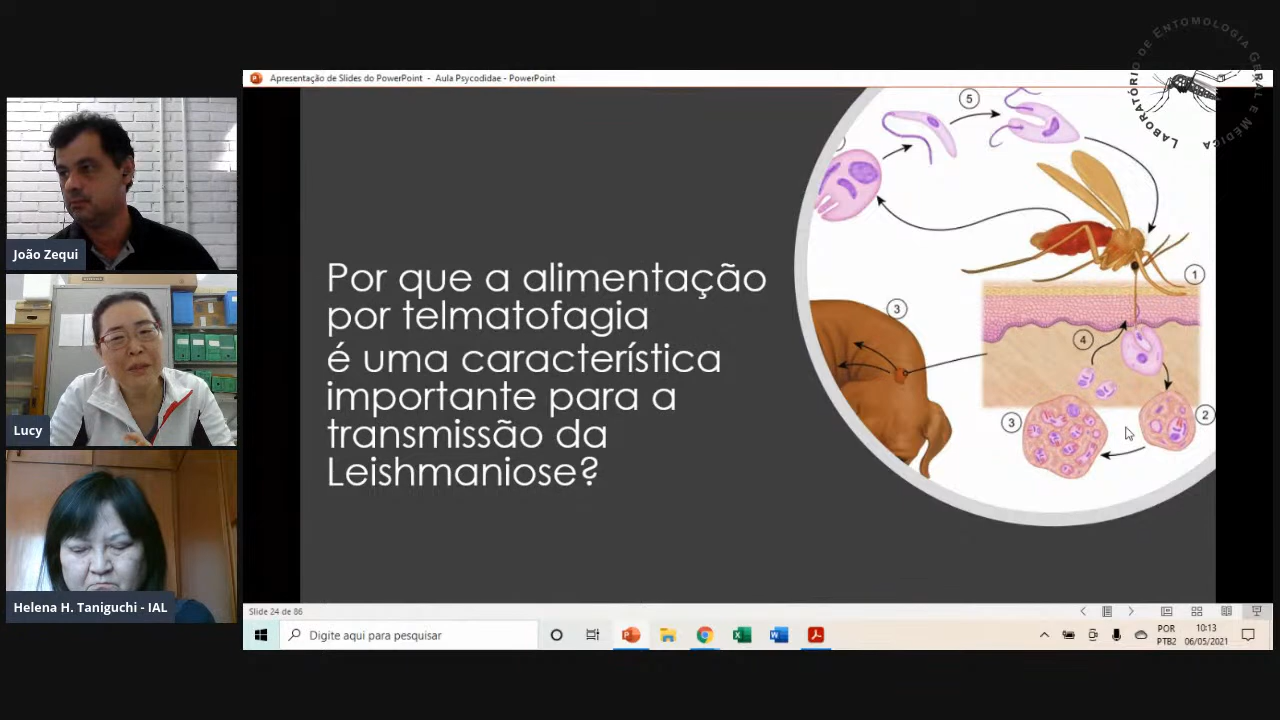 Apresentação de Slides do PowerPoint - Aula Psycodidae - PowerPoint
LABORATÓRIO DE ENTOMOLOGIA GERAL E MÉDICA
João Zequi
Lucy
Helena H. Taniguchi - IAL
Por que a alimentação
por telmatofagia
é uma característica
importante para a
transmissão da
Leishmaniose?
5
1
3
4
3
2
Slide 24 de 86
Digite aqui para pesquisar
POR
PTB2
10:13
06/05/2021